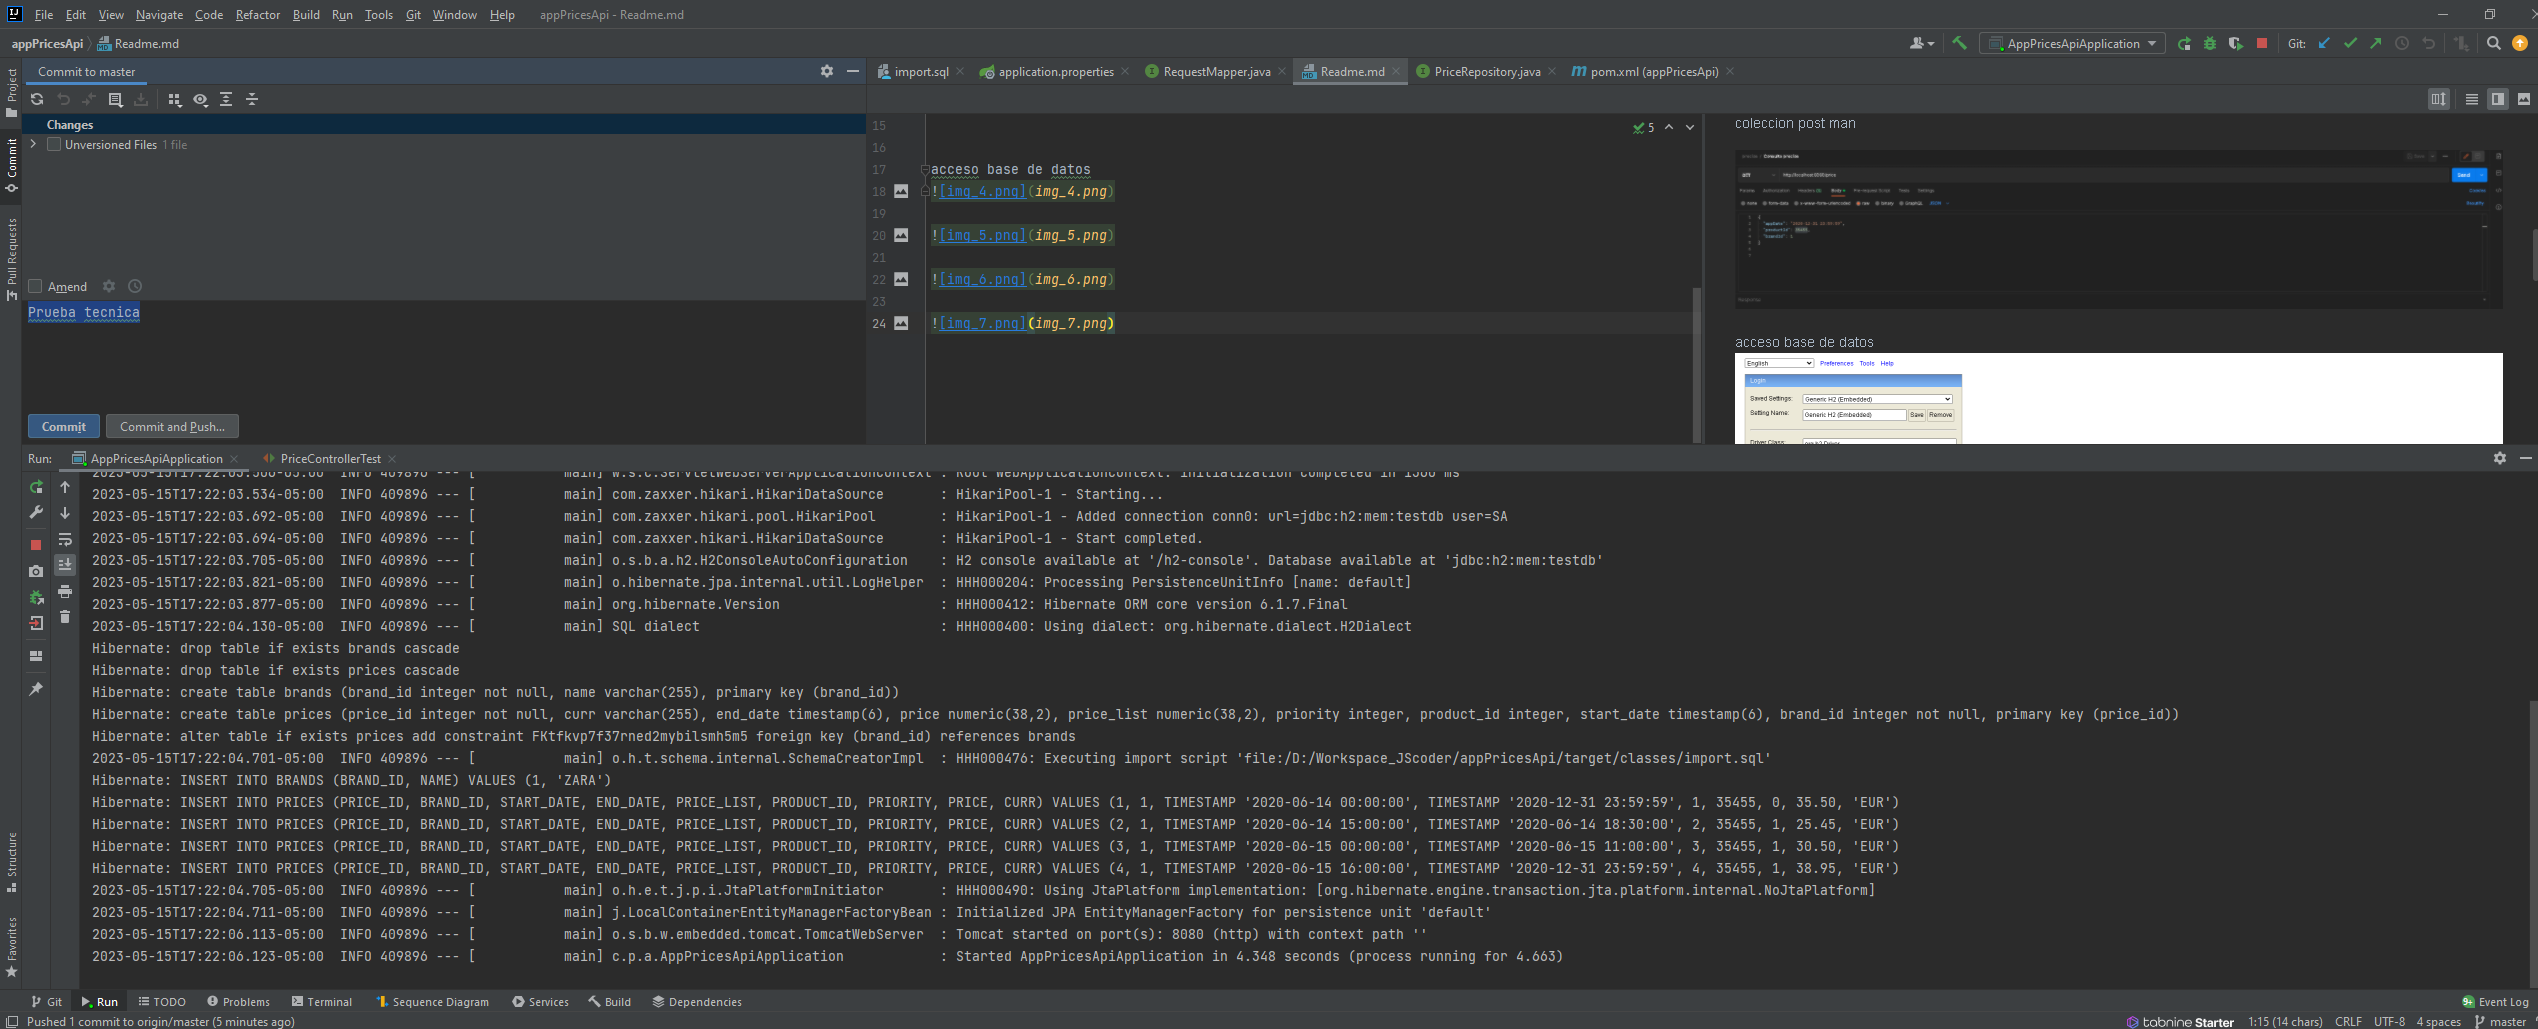 File Edit View Navigate Code Refactor Build Run Tools Git Window Help appPricesApi - Readme.md
appPricesApi Readme.md
AppPricesApiApplication Git:
Project
Commit
Pull Requests
Structure
Favorites
Commit to master
Changes
Unversioned Files 1 file
Amend
Prueba tecnica
Commit Commit and Push...
import.sql application.properties RequestMapper.java Readme.md PriceRepository.java pom.xml (appPricesApi)
5
15
16
17 acceso base de datos
18 ![img_4.png](img_4.png)
19
20 ![img_5.png](img_5.png)
21
22 ![img_6.png](img_6.png)
23
24 ![img_7.png](img_7.png)
coleccion post man
http://localhost:8080/price
Send
acceso base de datos
English Preferences Tools Help
Login
Saved Settings: Generic H2 (Embedded)
Setting Name: Generic H2 (Embedded) Save Remove
Driver Class: org.h2.Driver
Run: AppPricesApiApplication PriceControllerTest
main] w.s.c.ServletWebServerApplicationContext : Root WebApplicationContext: initialization completed in 1500 ms
2023-05-15T17:22:03.534-05:00 INFO 409896 --- [ main] com.zaxxer.hikari.HikariDataSource : HikariPool-1 - Starting...
2023-05-15T17:22:03.692-05:00 INFO 409896 --- [ main] com.zaxxer.hikari.pool.HikariPool : HikariPool-1 - Added connection conn0: url=jdbc:h2:mem:testdb user=SA
2023-05-15T17:22:03.694-05:00 INFO 409896 --- [ main] com.zaxxer.hikari.HikariDataSource : HikariPool-1 - Start completed.
2023-05-15T17:22:03.705-05:00 INFO 409896 --- [ main] o.s.b.a.h2.H2ConsoleAutoConfiguration : H2 console available at '/h2-console'. Database available at 'jdbc:h2:mem:testdb'
2023-05-15T17:22:03.821-05:00 INFO 409896 --- [ main] o.hibernate.jpa.internal.util.LogHelper : HHH000204: Processing PersistenceUnitInfo [name: default]
2023-05-15T17:22:03.877-05:00 INFO 409896 --- [ main] org.hibernate.Version : HHH000412: Hibernate ORM core version 6.1.7.Final
2023-05-15T17:22:04.130-05:00 INFO 409896 --- [ main] SQL dialect : HHH000400: Using dialect: org.hibernate.dialect.H2Dialect
Hibernate: drop table if exists brands cascade
Hibernate: drop table if exists prices cascade
Hibernate: create table brands (brand_id integer not null, name varchar(255), primary key (brand_id))
Hibernate: create table prices (price_id integer not null, curr varchar(255), end_date timestamp(6), price numeric(38,2), price_list numeric(38,2), priority integer, product_id integer, start_date timestamp(6), brand_id integer not null, primary key (price_id))
Hibernate: alter table if exists prices add constraint FKtfkvp7f37rned2mybilsmh5m5 foreign key (brand_id) references brands
2023-05-15T17:22:04.701-05:00 INFO 409896 --- [ main] o.h.t.schema.internal.SchemaCreatorImpl : HHH000476: Executing import script 'file:/D:/Workspace_JScoder/appPricesApi/target/classes/import.sql'
Hibernate: INSERT INTO BRANDS (BRAND_ID, NAME) VALUES (1, 'ZARA')
Hibernate: INSERT INTO PRICES (PRICE_ID, BRAND_ID, START_DATE, END_DATE, PRICE_LIST, PRODUCT_ID, PRIORITY, PRICE, CURR) VALUES (1, 1, TIMESTAMP '2020-06-14 00:00:00', TIMESTAMP '2020-12-31 23:59:59', 1, 35455, 0, 35.50, 'EUR')
Hibernate: INSERT INTO PRICES (PRICE_ID, BRAND_ID, START_DATE, END_DATE, PRICE_LIST, PRODUCT_ID, PRIORITY, PRICE, CURR) VALUES (2, 1, TIMESTAMP '2020-06-14 15:00:00', TIMESTAMP '2020-06-14 18:30:00', 2, 35455, 1, 25.45, 'EUR')
Hibernate: INSERT INTO PRICES (PRICE_ID, BRAND_ID, START_DATE, END_DATE, PRICE_LIST, PRODUCT_ID, PRIORITY, PRICE, CURR) VALUES (3, 1, TIMESTAMP '2020-06-15 00:00:00', TIMESTAMP '2020-06-15 11:00:00', 3, 35455, 1, 30.50, 'EUR')
Hibernate: INSERT INTO PRICES (PRICE_ID, BRAND_ID, START_DATE, END_DATE, PRICE_LIST, PRODUCT_ID, PRIORITY, PRICE, CURR) VALUES (4, 1, TIMESTAMP '2020-06-15 16:00:00', TIMESTAMP '2020-12-31 23:59:59', 4, 35455, 1, 38.95, 'EUR')
2023-05-15T17:22:04.705-05:00 INFO 409896 --- [ main] o.h.e.t.j.p.i.JtaPlatformInitiator : HHH000490: Using JtaPlatform implementation: [org.hibernate.engine.transaction.jta.platform.internal.NoJtaPlatform]
2023-05-15T17:22:04.711-05:00 INFO 409896 --- [ main] j.LocalContainerEntityManagerFactoryBean : Initialized JPA EntityManagerFactory for persistence unit 'default'
2023-05-15T17:22:06.113-05:00 INFO 409896 --- [ main] o.s.b.w.embedded.tomcat.TomcatWebServer : Tomcat started on port(s): 8080 (http) with context path ''
2023-05-15T17:22:06.123-05:00 INFO 409896 --- [ main] c.p.a.AppPricesApiApplication : Started AppPricesApiApplication in 4.348 seconds (process running for 4.663)
Git Run TODO Problems Terminal Sequence Diagram Services Build Dependencies 9+ Event Log
Pushed 1 commit to origin/master (5 minutes ago) tabnine Starter 1:15 (14 chars) CRLF UTF-8 4 spaces master